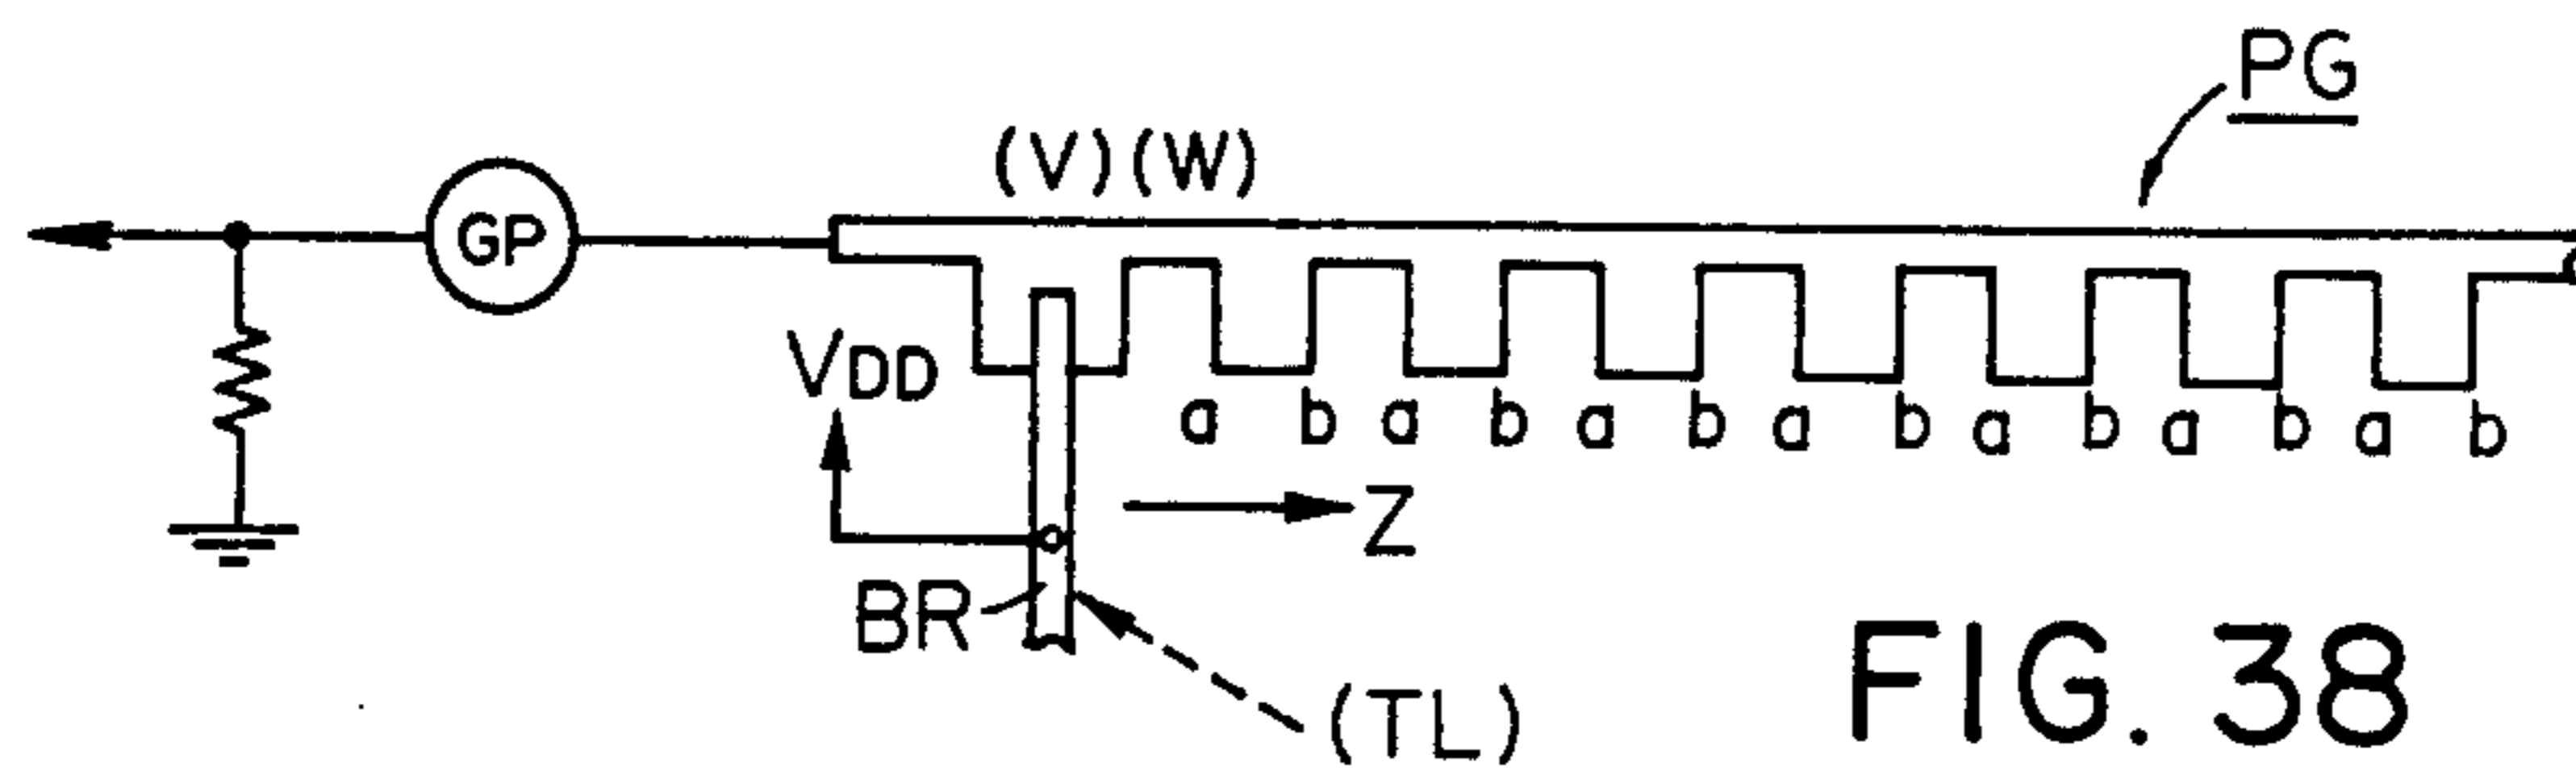 PG
(V)(W)
GP
VDD
a b a b a b a b a b a b a b
Z
BR
(TL)
FIG. 38